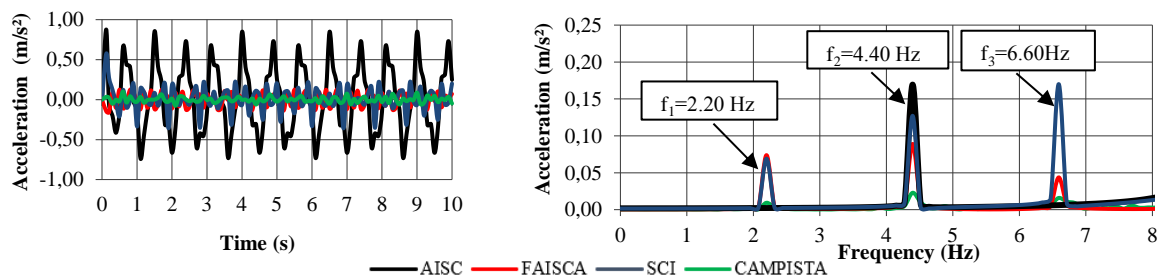 Acceleration (m/s²)
1,00
0,50
0,00
-0,50
-1,00
0 1 2 3 4 5 6 7 8 9 10
Time (s)
Acceleration (m/s²)
0,25
0,20
0,15
0,10
0,05
0,00
f₁=2.20 Hz
f₂=4.40 Hz
f₃=6.60Hz
0 1 2 3 4 5 6 7 8
Frequency (Hz)
AISC FAISCA SCI CAMPISTA